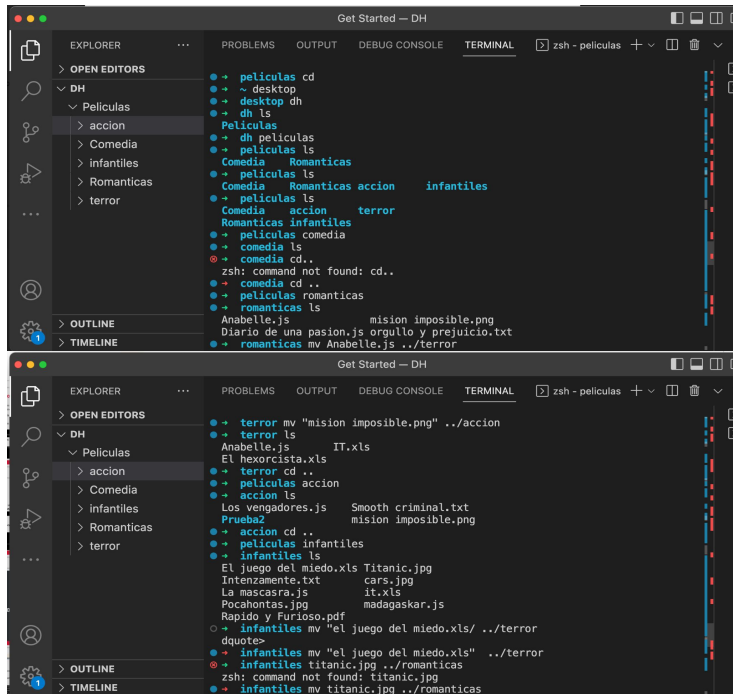 Get Started — DH
EXPLORER ...
PROBLEMS OUTPUT DEBUG CONSOLE TERMINAL zsh - peliculas
> OPEN EDITORS
DH
Peliculas
> accion
> Comedia
> infantiles
> Romanticas
> terror
> OUTLINE
> TIMELINE
1
→ peliculas cd
→ ~ desktop
→ desktop dh
→ dh ls
Peliculas
→ dh peliculas
→ peliculas ls
Comedia Romanticas
→ peliculas ls
Comedia Romanticas accion infantiles
→ peliculas ls
Comedia accion terror
Romanticas infantiles
→ peliculas comedia
→ comedia ls
→ comedia cd..
zsh: command not found: cd..
→ comedia cd ..
→ peliculas romanticas
→ romanticas ls
Anabelle.js mision imposible.png
Diario de una pasion.js orgullo y prejuicio.txt
→ romanticas mv Anabelle.js ../terror
Get Started — DH
EXPLORER ...
PROBLEMS OUTPUT DEBUG CONSOLE TERMINAL zsh - peliculas
> OPEN EDITORS
DH
Peliculas
> accion
> Comedia
> infantiles
> Romanticas
> terror
> OUTLINE
> TIMELINE
1
→ terror mv "mision imposible.png" ../accion
→ terror ls
Anabelle.js IT.xls
El hexorcista.xls
→ terror cd ..
→ peliculas accion
→ accion ls
Los vengadores.js Smooth criminal.txt
Prueba2 mision imposible.png
→ accion cd ..
→ peliculas infantiles
→ infantiles ls
El juego del miedo.xls Titanic.jpg
Intenzamente.txt cars.jpg
La mascasra.js it.xls
Pocahontas.jpg madagaskar.js
Rapido y Furioso.pdf
→ infantiles mv "el juego del miedo.xls/ ../terror
dquote>
→ infantiles mv "el juego del miedo.xls" ../terror
→ infantiles titanic.jpg ../romanticas
zsh: command not found: titanic.jpg
→ infantiles mv titanic.jpg ../romanticas